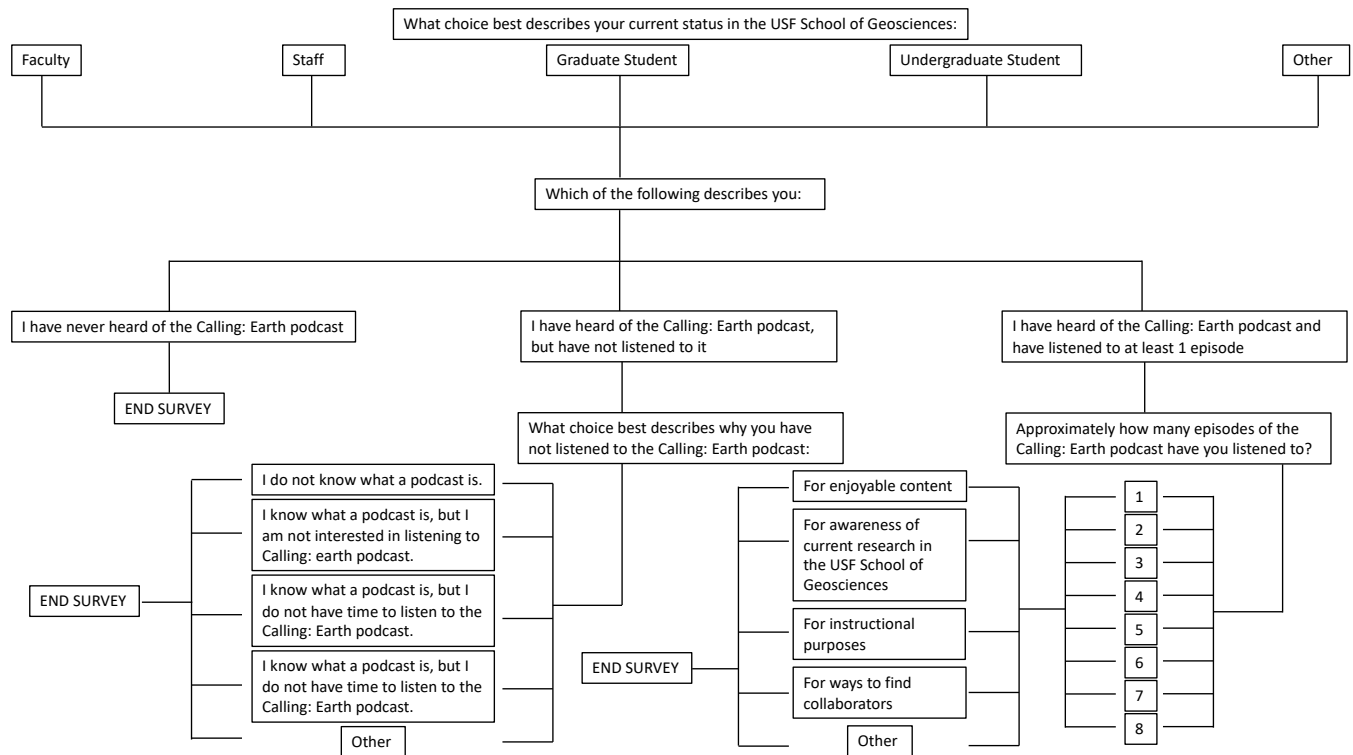 What choice best describes your current status in the USF School of Geosciences:
Faculty
Staff
Graduate Student
Undergraduate Student
Other
Which of the following describes you:
I have never heard of the Calling: Earth podcast
I have heard of the Calling: Earth podcast,
but have not listened to it
I have heard of the Calling: Earth podcast and
have listened to at least 1 episode
END SURVEY
What choice best describes why you have
not listened to the Calling: Earth podcast:
Approximately how many episodes of the
Calling: Earth podcast have you listened to?
I do not know what a podcast is.
I know what a podcast is, but I
am not interested in listening to
Calling: earth podcast.
I know what a podcast is, but I
do not have time to listen to the
Calling: Earth podcast.
I know what a podcast is, but I
do not have time to listen to the
Calling: Earth podcast.
Other
END SURVEY
For enjoyable content
For awareness of
current research in
the USF School of
Geosciences
For instructional
purposes
For ways to find
collaborators
Other
END SURVEY
1
2
3
4
5
6
7
8